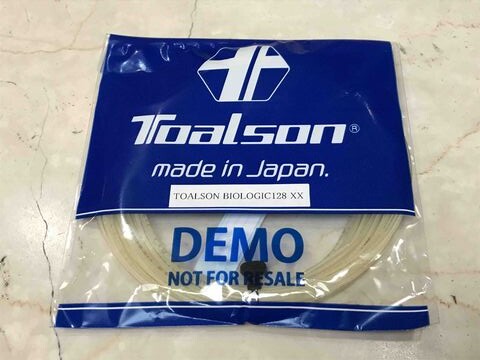 Toalson®
made in Japan.
TOALSON BIOLOGIC128 XX
DEMO
NOT FOR RESALE